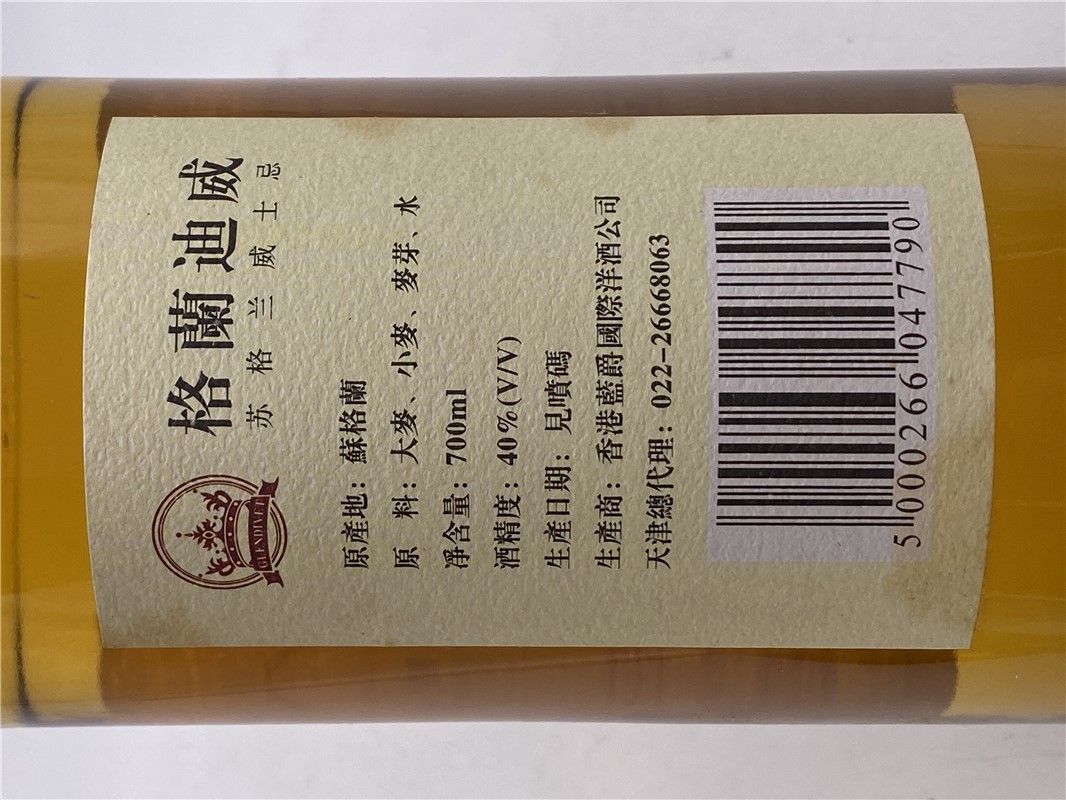 格蘭迪威
苏格兰威士忌
GLENDIVET
原產地：蘇格蘭
原 料：大麥、小麥、麥芽、水
凈含量：700ml
酒精度：40%(V/V)
生產日期：見噴碼
生產商：香港藍爵國際洋酒公司
天津總代理：022-26668063
5 000266 047790